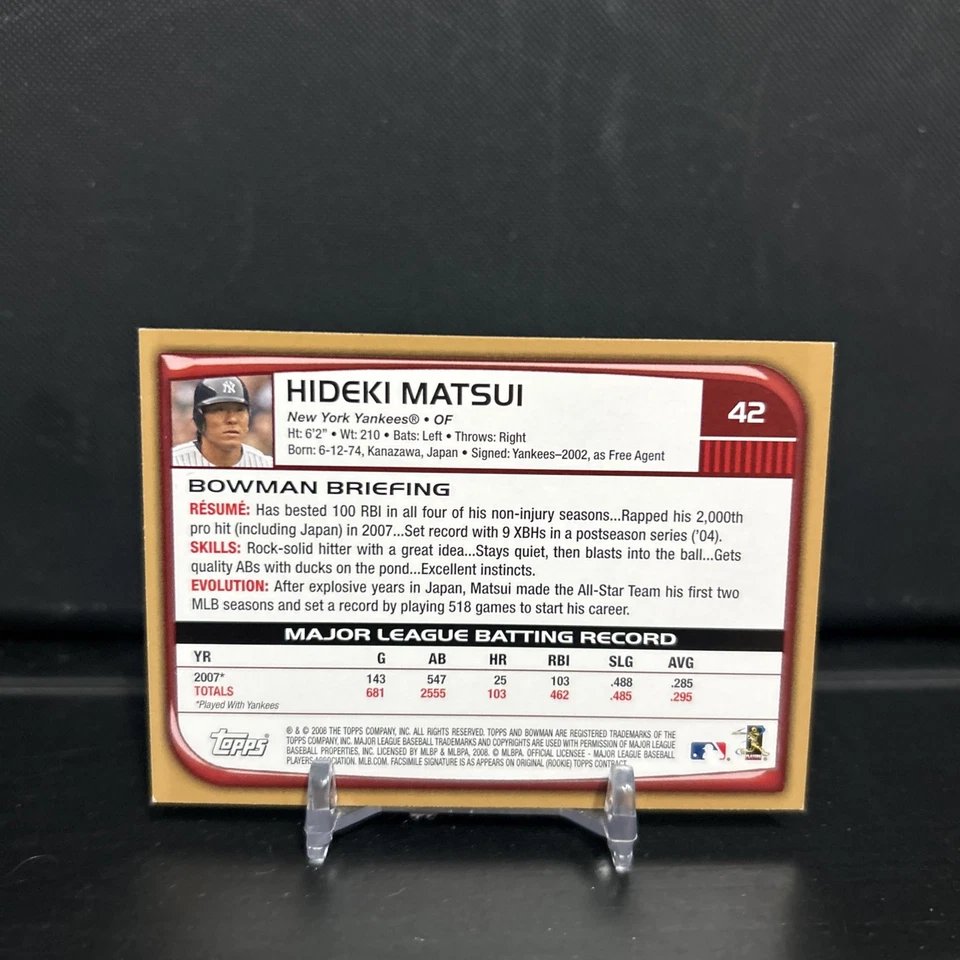 HIDEKI MATSUI
New York Yankees® • OF
42
Ht: 6'2" • Wt: 210 • Bats: Left • Throws: Right
Born: 6-12-74, Kanazawa, Japan • Signed: Yankees–2002, as Free Agent
BOWMAN BRIEFING
RÉSUMÉ: Has bested 100 RBI in all four of his non-injury seasons...Rapped his 2,000th
pro hit (including Japan) in 2007...Set record with 9 XBHs in a postseason series ('04).
SKILLS: Rock-solid hitter with a great idea...Stays quiet, then blasts into the ball...Gets
quality ABs with ducks on the pond...Excellent instincts.
EVOLUTION: After explosive years in Japan, Matsui made the All-Star Team his first two
MLB seasons and set a record by playing 518 games to start his career.
MAJOR LEAGUE BATTING RECORD
YR G AB HR RBI SLG AVG
2007* 143 547 25 103 .488 .285
TOTALS 681 2555 103 462 .485 .295
*Played With Yankees
topps
® & © 2008 THE TOPPS COMPANY, INC. ALL RIGHTS RESERVED. TOPPS AND BOWMAN ARE REGISTERED TRADEMARKS OF THE
TOPPS COMPANY, INC. MAJOR LEAGUE BASEBALL TRADEMARKS AND COPYRIGHTS ARE USED WITH PERMISSION OF MAJOR LEAGUE
BASEBALL PROPERTIES, INC. LICENSED BY MLBP & MLBPA, 2008. © MLBPA. OFFICIAL LICENSEE - MAJOR LEAGUE BASEBALL
PLAYERS ASSOCIATION. MLB.COM. FACSIMILE SIGNATURE IS AS APPEARS ON ORIGINAL (ROOKIE) TOPPS CONTRACT.